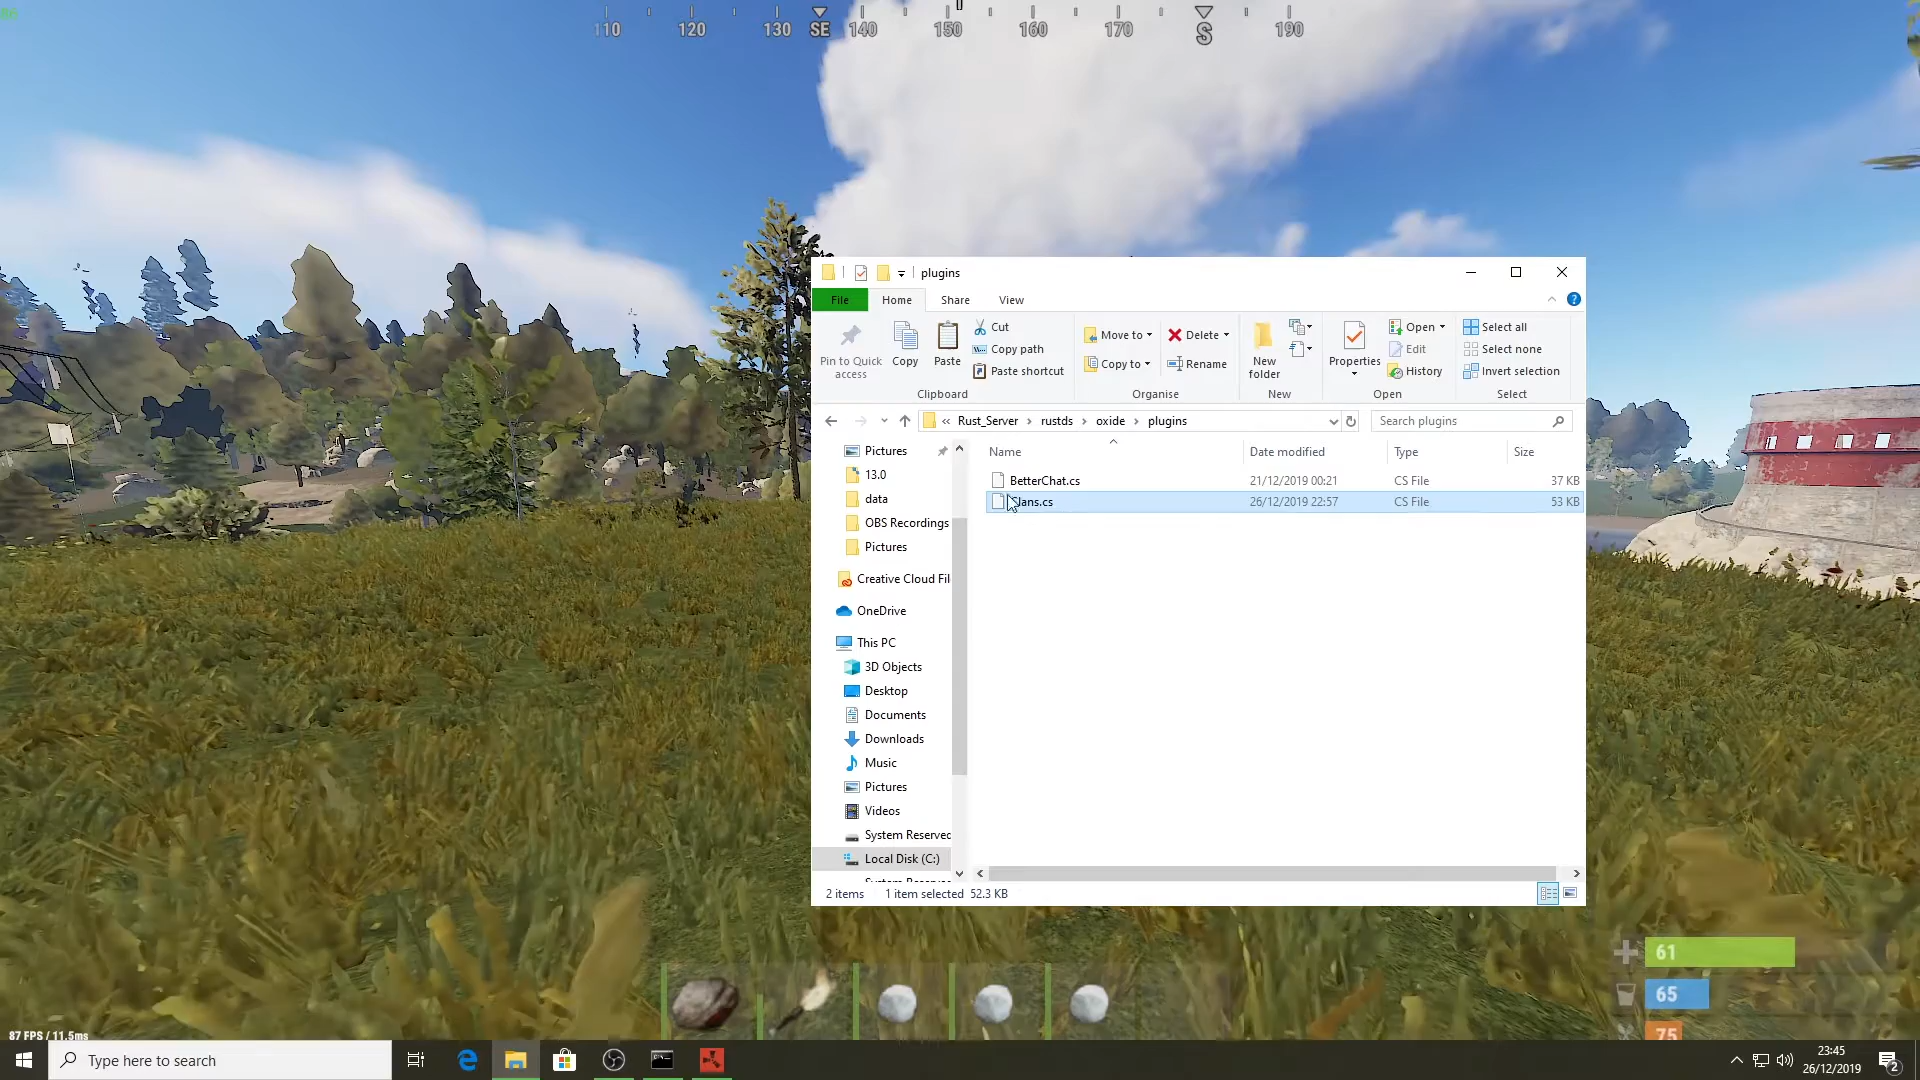 86
110 120 130 SE 140 150 160 170 S 180 190
plugins
File Home Share View
Pin to Quick access
Copy
Paste
Cut
Copy path
Paste shortcut
Clipboard
Move to
Copy to
Delete
Rename
Organise
New folder
New
Properties
Open
Edit
History
Open
Select all
Select none
Invert selection
Select
« Rust_Server › rustds › oxide › plugins
Search plugins
Name Date modified Type Size
BetterChat.cs 21/12/2019 00:21 CS File 37 KB
Clans.cs 26/12/2019 22:57 CS File 53 KB
Pictures
13.0
data
OBS Recordings
Pictures
Creative Cloud Fil
OneDrive
This PC
3D Objects
Desktop
Documents
Downloads
Music
Pictures
Videos
System Reserved
Local Disk (C:)
2 items 1 item selected 52.3 KB
61
65
75
87 FPS / 11.5ms
Type here to search
23:45
26/12/2019
2